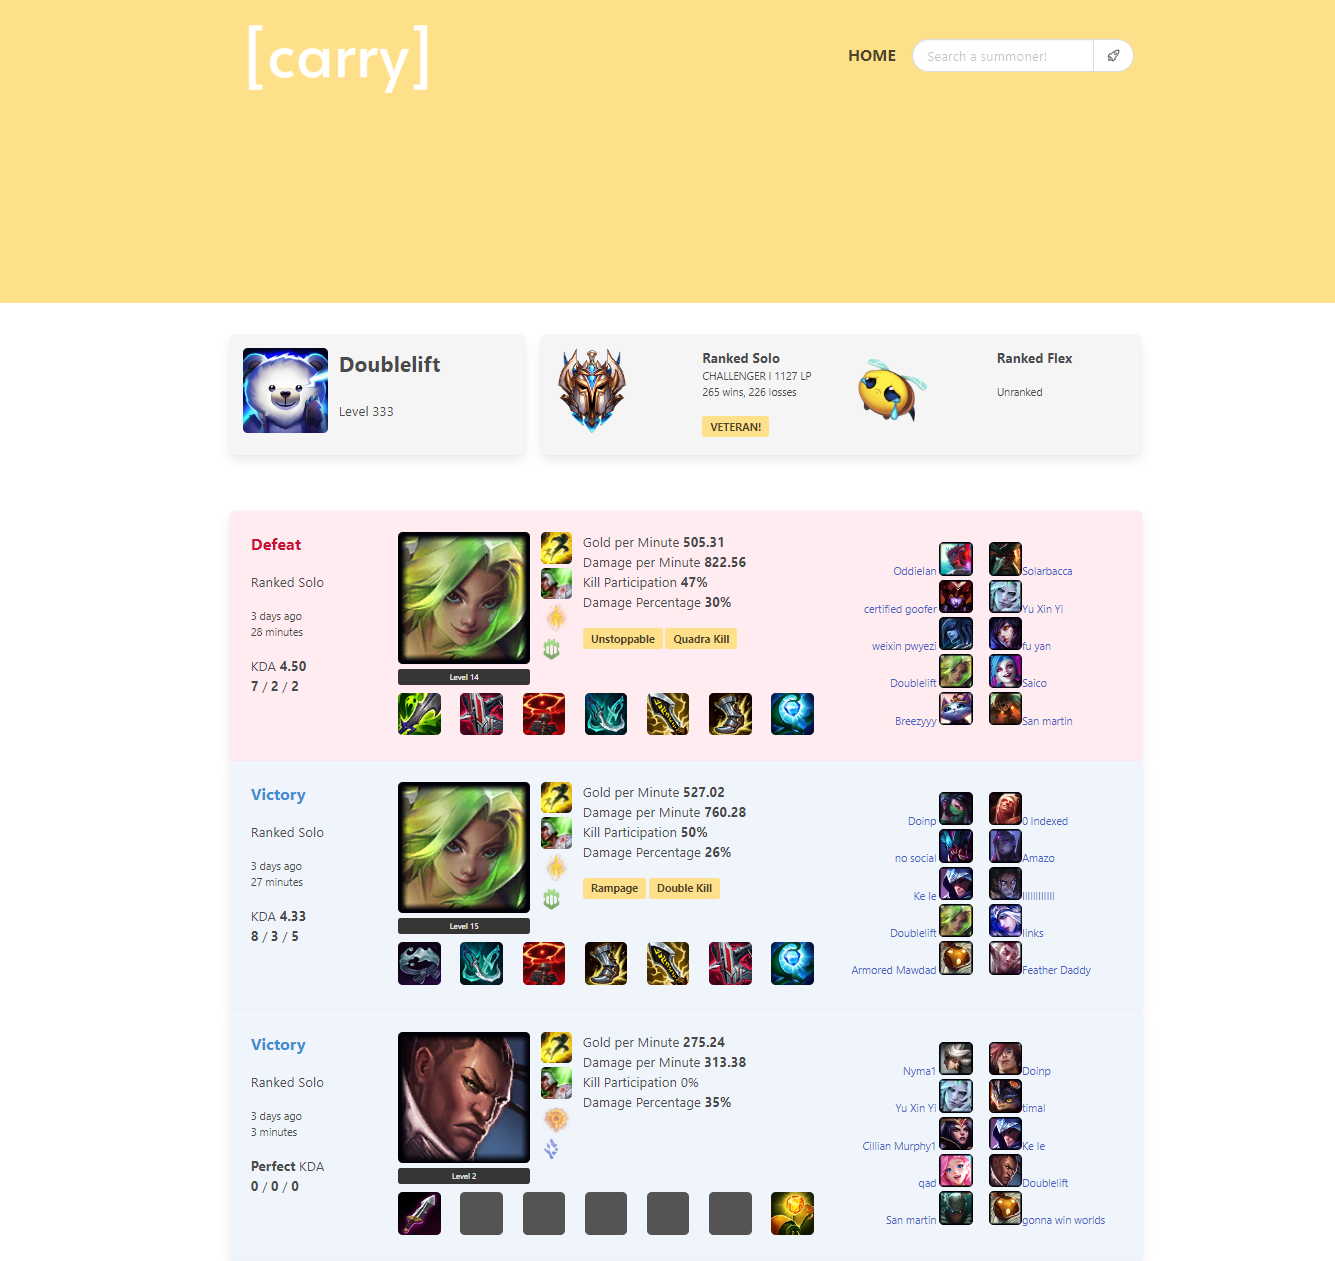 [carry]
HOME
Search a summoner!
Doublelift
Level 333
Ranked Solo
CHALLENGER I 1127 LP
265 wins, 226 losses
VETERAN!
Ranked Flex
Unranked
Defeat
Ranked Solo
3 days ago
28 minutes
KDA 4.50
7 / 2 / 2
Level 14
Gold per Minute 505.31
Damage per Minute 822.56
Kill Participation 47%
Damage Percentage 30%
Unstoppable Quadra Kill
Oddielan Solarbacca
certified goofer Yu Xin Yi
weixin pwyezi fu yan
Doublelift Saico
Breezyyy San martin
Victory
Ranked Solo
3 days ago
27 minutes
KDA 4.33
8 / 3 / 5
Level 15
Gold per Minute 527.02
Damage per Minute 760.28
Kill Participation 50%
Damage Percentage 26%
Rampage Double Kill
Doinp 0 Indexed
no social Amazo
Ke le
Doublelift links
Armored Mawdad Feather Daddy
Victory
Ranked Solo
3 days ago
3 minutes
Perfect KDA
0 / 0 / 0
Level 2
Gold per Minute 275.24
Damage per Minute 313.38
Kill Participation 0%
Damage Percentage 35%
Nyma1 Doinp
Yu Xin Yi timal
Cillian Murphy1 Ke le
qad Doublelift
San martin gonna win worlds